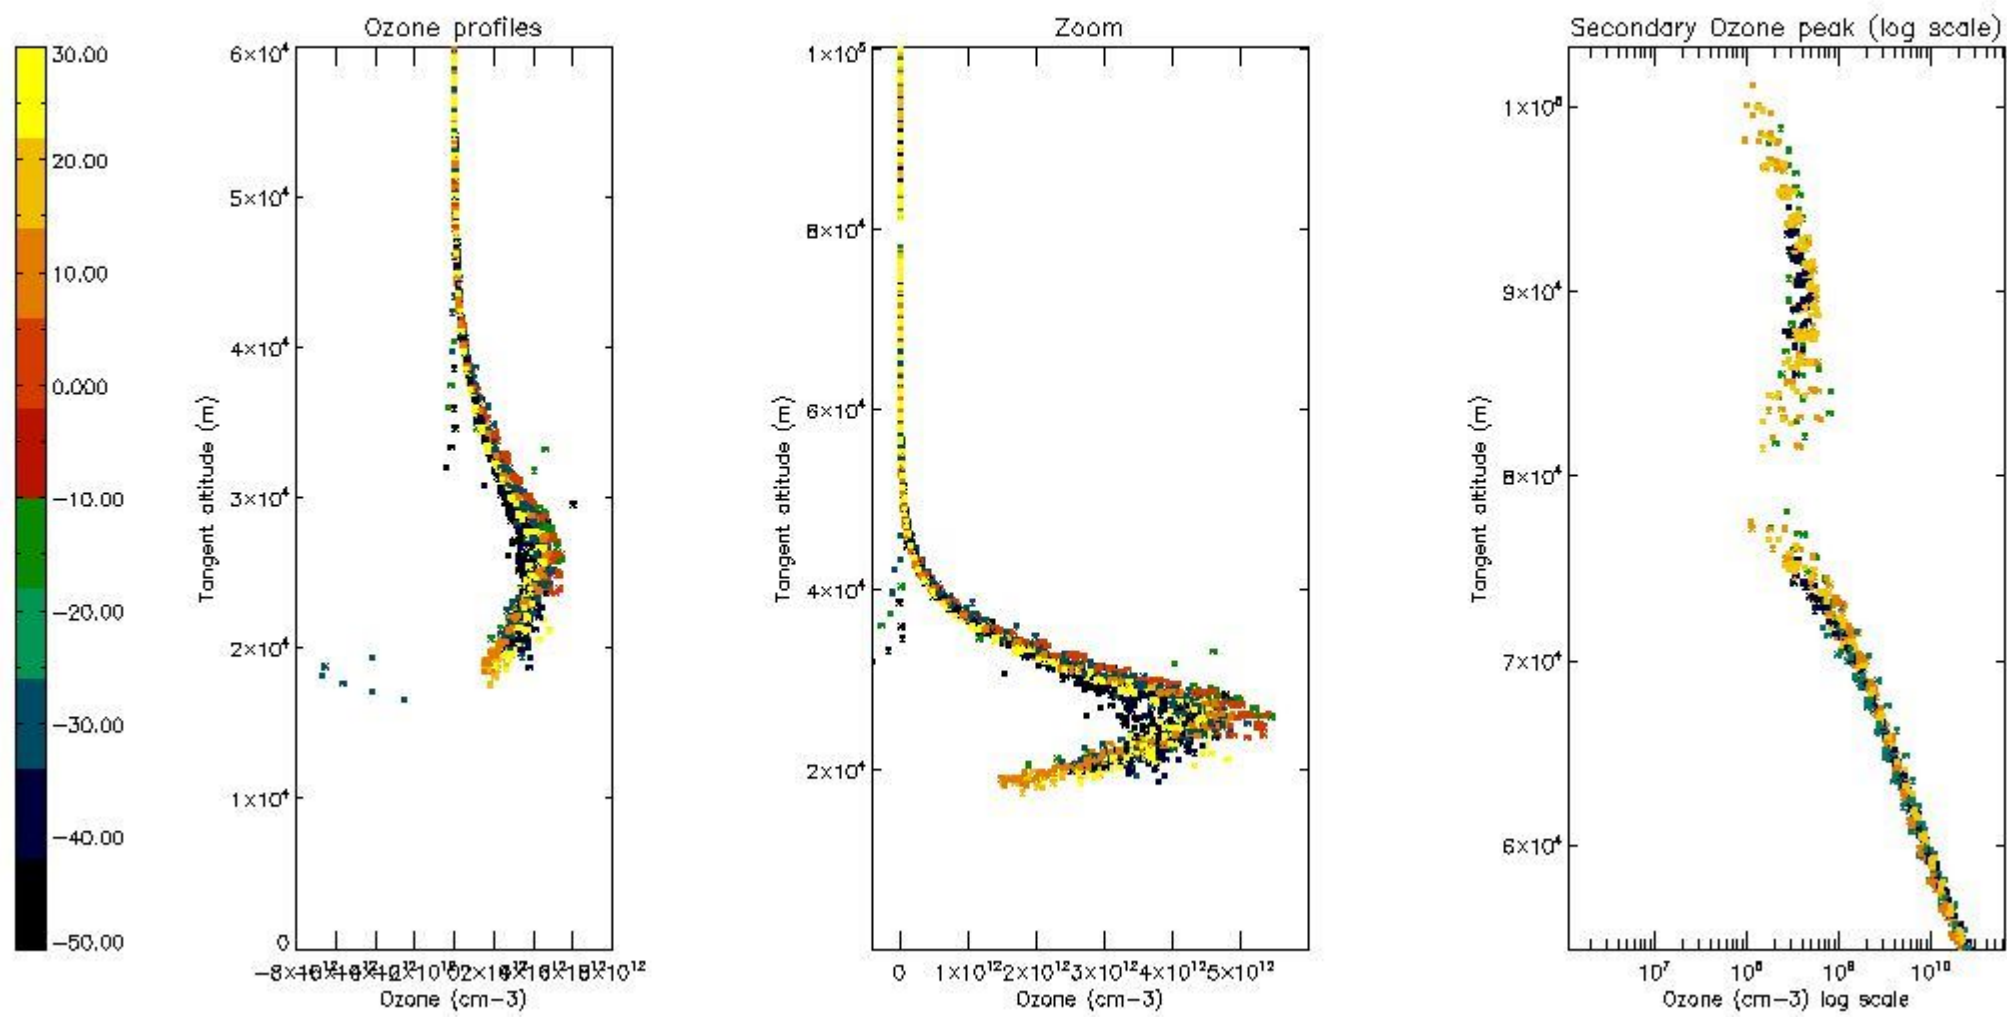 Ozone profiles
6×10⁴
5×10⁴
4×10⁴
3×10⁴
2×10⁴
1×10⁴
0
Tangent altitude (m)
Ozone (cm−3)
30.00
20.00
10.00
0.000
−10.00
−20.00
−30.00
−40.00
−50.00
Zoom
1×10⁵
8×10⁴
6×10⁴
4×10⁴
2×10⁴
Tangent altitude (m)
0 1×10¹² 2×10¹² 3×10¹² 4×10¹² 5×10¹²
Ozone (cm−3)
Secondary Ozone peak (log scale)
9×10⁴
8×10⁴
7×10⁴
6×10⁴
Tangent altitude (m)
10⁷ 10⁸ 10⁹ 10¹⁰
Ozone (cm−3) log scale